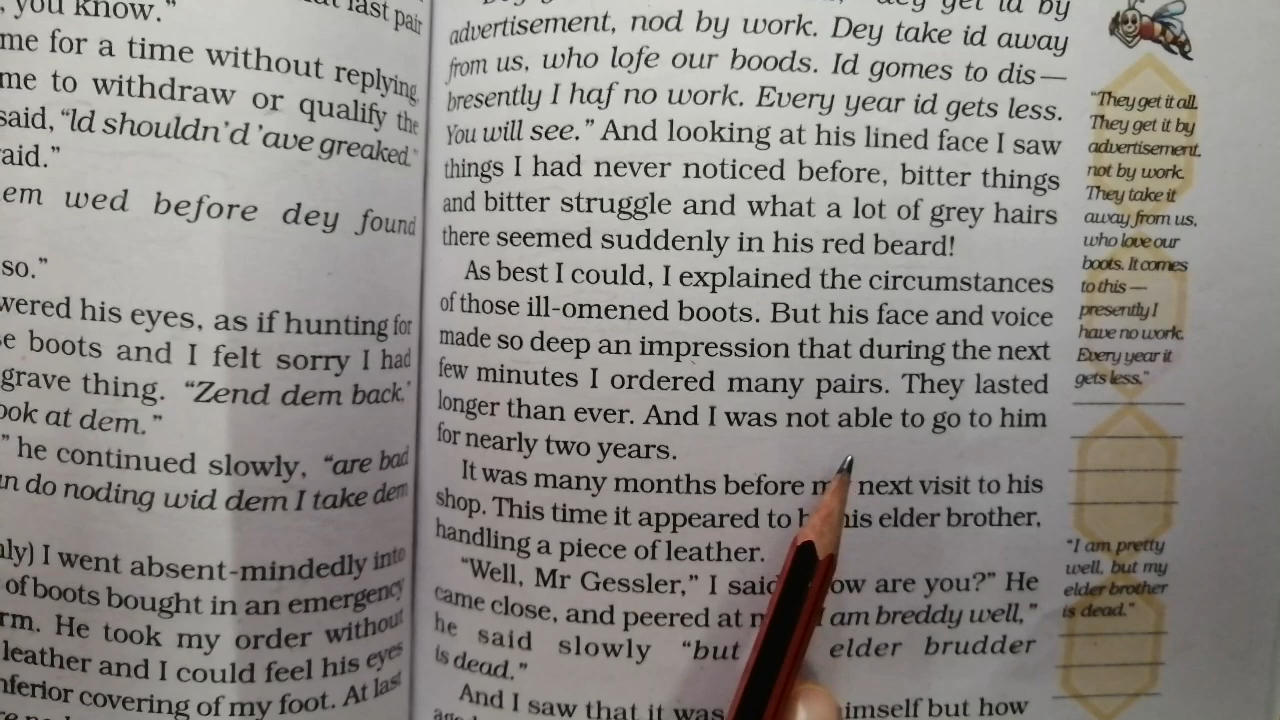 , you know."
last pair
me for a time without replying,
me to withdraw or qualify the
said, "Id shouldn'd 'ave greaked."
aid."
em wed before dey found
so."
wered his eyes, as if hunting for
e boots and I felt sorry I had
grave thing. "Zend dem back,"
ook at dem."
" he continued slowly, "are bad
n do noding wid dem I take dem
ly) I went absent-mindedly into
of boots bought in an emergency
rm. He took my order without
leather and I could feel his eyes
nferior covering of my foot. At last
dey get id by
advertisement, nod by work. Dey take id away
from us, who lofe our boods. Id gomes to dis—
bresently I haf no work. Every year id gets less.
You will see." And looking at his lined face I saw
things I had never noticed before, bitter things
and bitter struggle and what a lot of grey hairs
there seemed suddenly in his red beard!
As best I could, I explained the circumstances
of those ill-omened boots. But his face and voice
made so deep an impression that during the next
few minutes I ordered many pairs. They lasted
longer than ever. And I was not able to go to him
for nearly two years.
It was many months before m next visit to his
shop. This time it appeared to b his elder brother,
handling a piece of leather.
"Well, Mr Gessler," I said ow are you?" He
came close, and peered at m I am breddy well,"
he said slowly "but elder brudder
is dead."
And I saw that it was imself but how
"They get it all.
They get it by
advertisement,
not by work.
They take it
away from us,
who love our
boots. It comes
to this —
presently I
have no work.
Every year it
gets less."
"I am pretty
well, but my
elder brother
is dead."